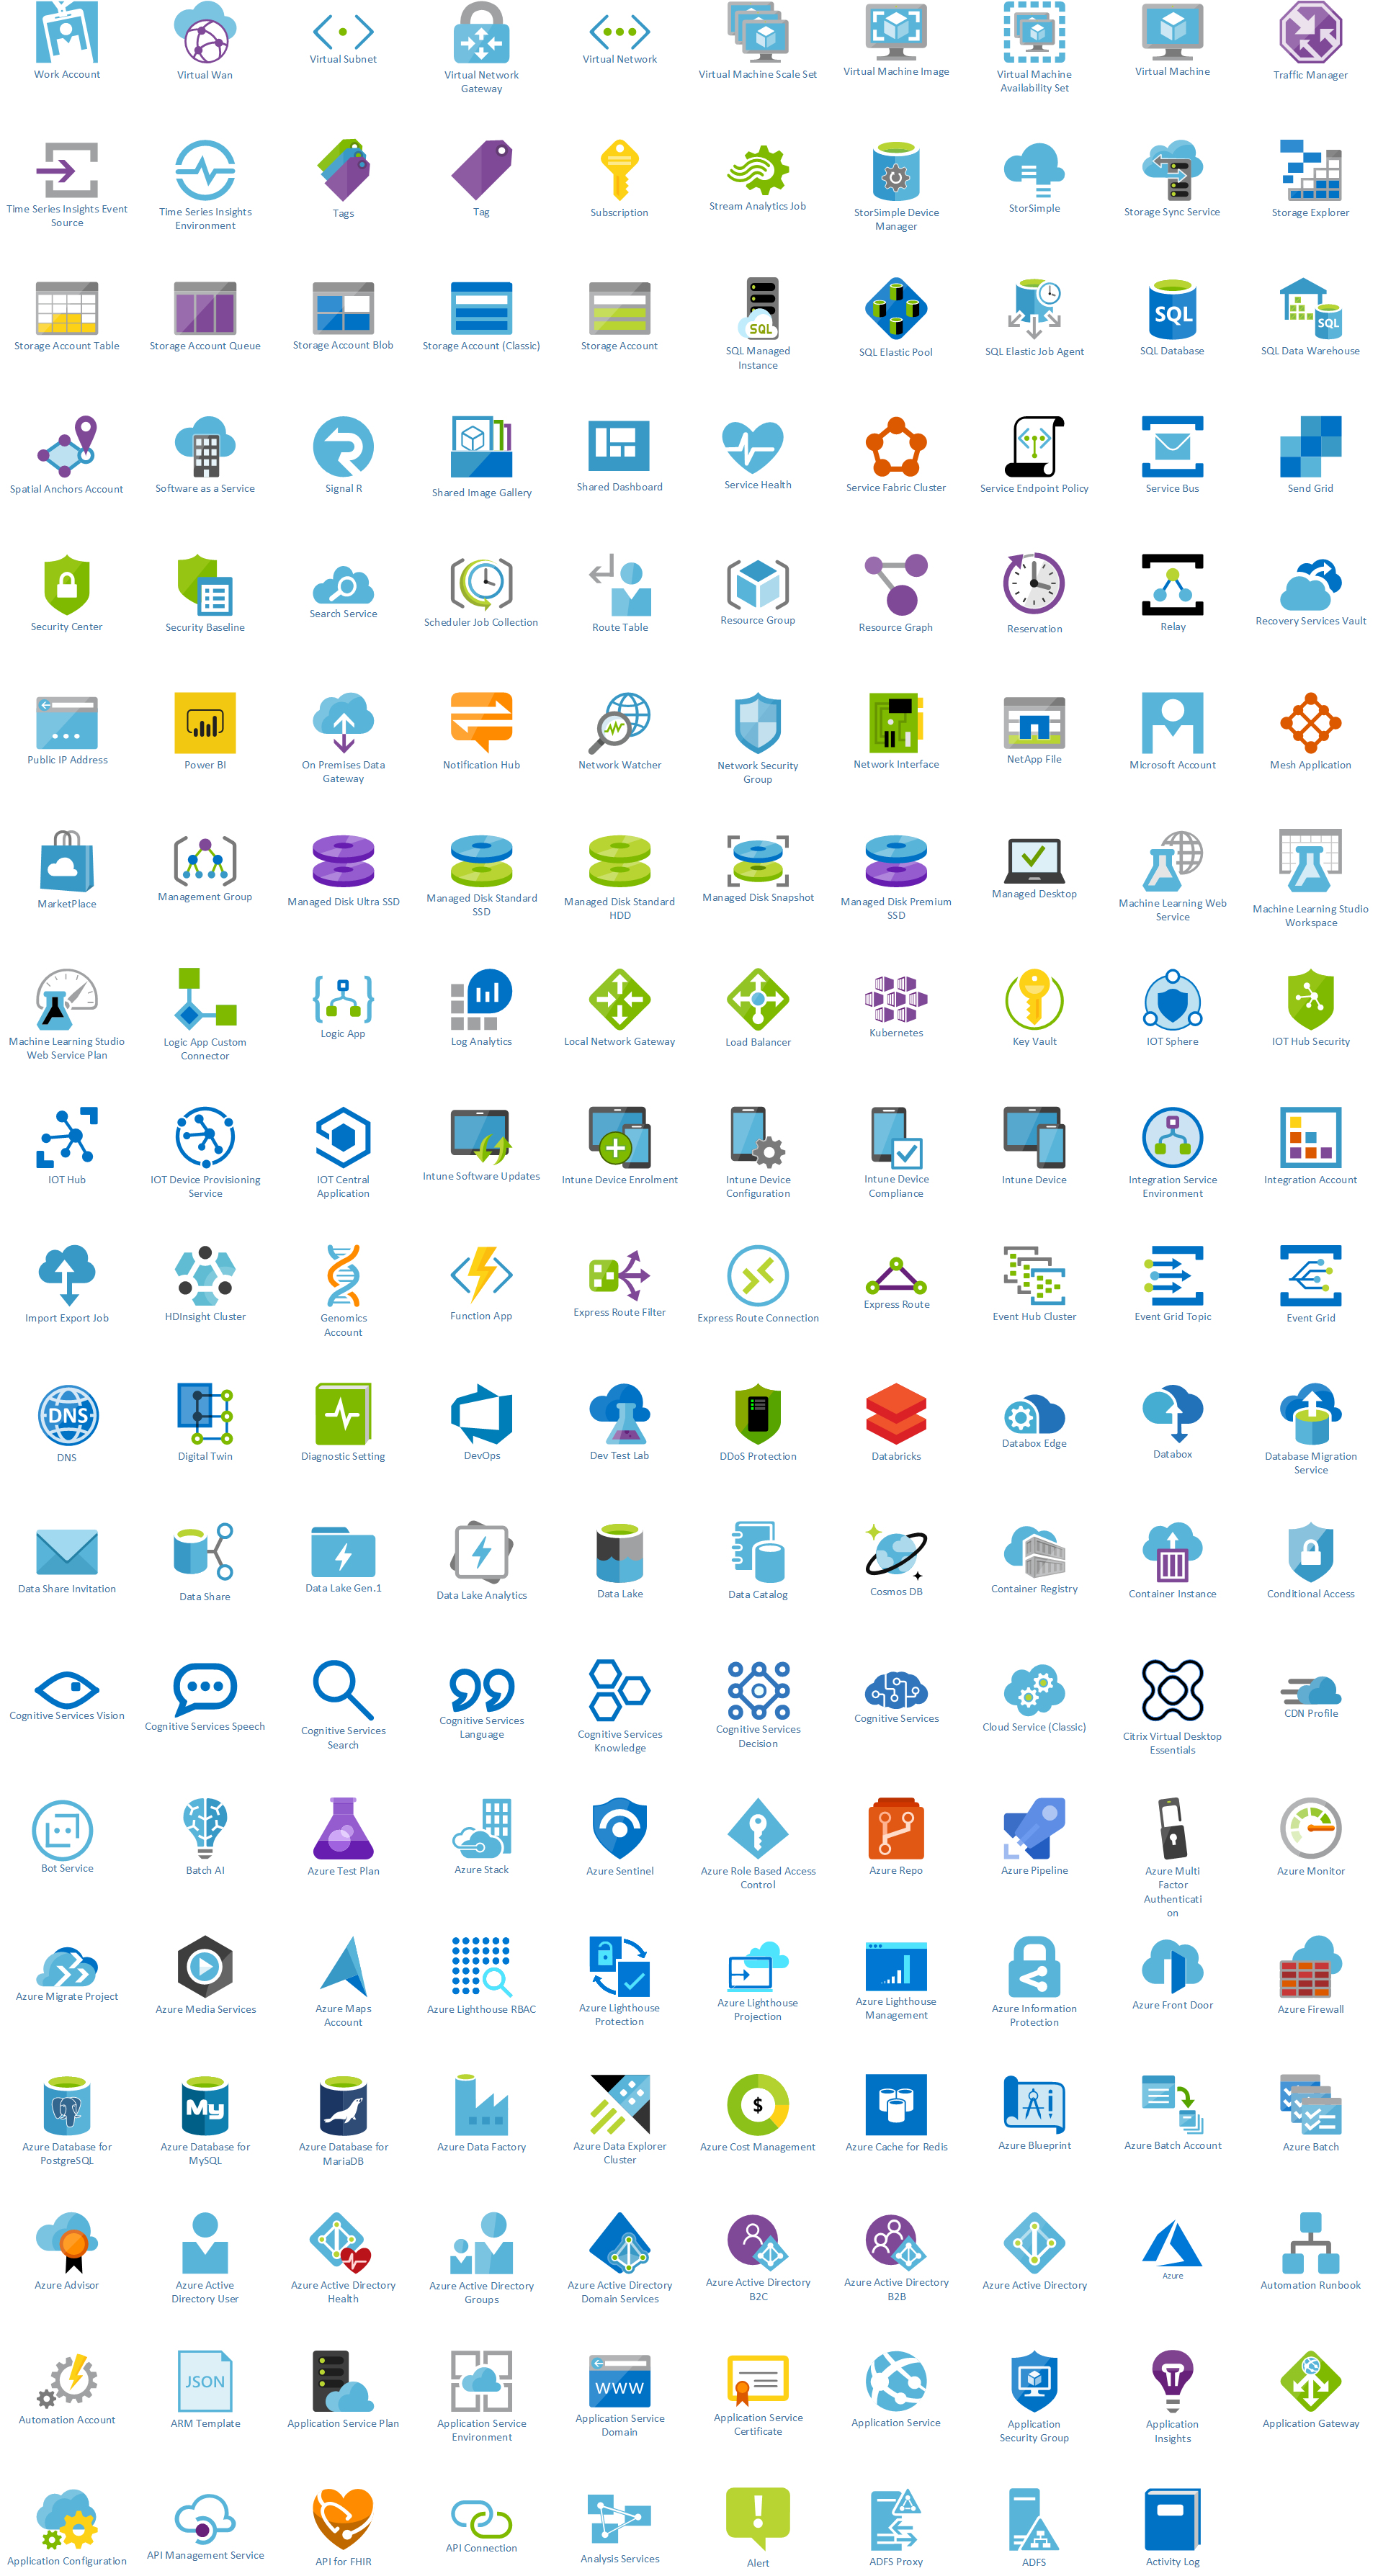 Work Account
Virtual Wan
Virtual Subnet
Virtual Network
Gateway
Virtual Network
Virtual Machine Scale Set
Virtual Machine Image
Virtual Machine
Availability Set
Virtual Machine
Traffic Manager
Time Series Insights Event
Source
Time Series Insights
Environment
Tags
Tag
Subscription
Stream Analytics Job
StorSimple Device
Manager
StorSimple
Storage Sync Service
Storage Explorer
Storage Account Table
Storage Account Queue
Storage Account Blob
Storage Account (Classic)
Storage Account
SQL
SQL Managed
Instance
SQL Elastic Pool
SQL Elastic Job Agent
SQL
SQL Database
SQL
SQL Data Warehouse
Spatial Anchors Account
Software as a Service
Signal R
Shared Image Gallery
Shared Dashboard
Service Health
Service Fabric Cluster
Service Endpoint Policy
Service Bus
Send Grid
Security Center
Security Baseline
Search Service
Scheduler Job Collection
Route Table
Resource Group
Resource Graph
Reservation
Relay
Recovery Services Vault
Public IP Address
Power BI
On Premises Data
Gateway
Notification Hub
Network Watcher
Network Security
Group
Network Interface
NetApp File
Microsoft Account
Mesh Application
MarketPlace
Management Group
Managed Disk Ultra SSD
Managed Disk Standard
SSD
Managed Disk Standard
HDD
Managed Disk Snapshot
Managed Disk Premium
SSD
Managed Desktop
Machine Learning Web
Service
Machine Learning Studio
Workspace
Machine Learning Studio
Web Service Plan
Logic App Custom
Connector
Logic App
Log Analytics
Local Network Gateway
Load Balancer
Kubernetes
Key Vault
IOT Sphere
IOT Hub Security
IOT Hub
IOT Device Provisioning
Service
IOT Central
Application
Intune Software Updates
Intune Device Enrolment
Intune Device
Configuration
Intune Device
Compliance
Intune Device
Integration Service
Environment
Integration Account
Import Export Job
HDInsight Cluster
Genomics
Account
Function App
Express Route Filter
Express Route Connection
Express Route
Event Hub Cluster
Event Grid Topic
Event Grid
DNS
DNS
Digital Twin
Diagnostic Setting
DevOps
Dev Test Lab
DDoS Protection
Databricks
Databox Edge
Databox
Database Migration
Service
Data Share Invitation
Data Share
Data Lake Gen.1
Data Lake Analytics
Data Lake
Data Catalog
Cosmos DB
Container Registry
Container Instance
Conditional Access
Cognitive Services Vision
Cognitive Services Speech
Cognitive Services
Search
Cognitive Services
Language
Cognitive Services
Knowledge
Cognitive Services
Decision
Cognitive Services
Cloud Service (Classic)
Citrix Virtual Desktop
Essentials
CDN Profile
Bot Service
Batch AI
Azure Test Plan
Azure Stack
Azure Sentinel
Azure Role Based Access
Control
Azure Repo
Azure Pipeline
Azure Multi
Factor
Authenticati
on
Azure Monitor
Azure Migrate Project
Azure Media Services
Azure Maps
Account
Azure Lighthouse RBAC
Azure Lighthouse
Protection
Azure Lighthouse
Projection
Azure Lighthouse
Management
Azure Information
Protection
Azure Front Door
Azure Firewall
Azure Database for
PostgreSQL
My
Azure Database for
MySQL
Azure Database for
MariaDB
Azure Data Factory
Azure Data Explorer
Cluster
$
Azure Cost Management
Azure Cache for Redis
Azure Blueprint
Azure Batch Account
Azure Batch
Azure Advisor
Azure Active
Directory User
Azure Active Directory
Health
Azure Active Directory
Groups
Azure Active Directory
Domain Services
Azure Active Directory
B2C
Azure Active Directory
B2B
Azure Active Directory
Azure
Automation Runbook
Automation Account
JSON
ARM Template
Application Service Plan
Application Service
Environment
www
Application Service
Domain
Application Service
Certificate
Application Service
Application
Security Group
Application
Insights
Application Gateway
Application Configuration
API Management Service
API for FHIR
API Connection
Analysis Services
!
Alert
ADFS Proxy
ADFS
Activity Log